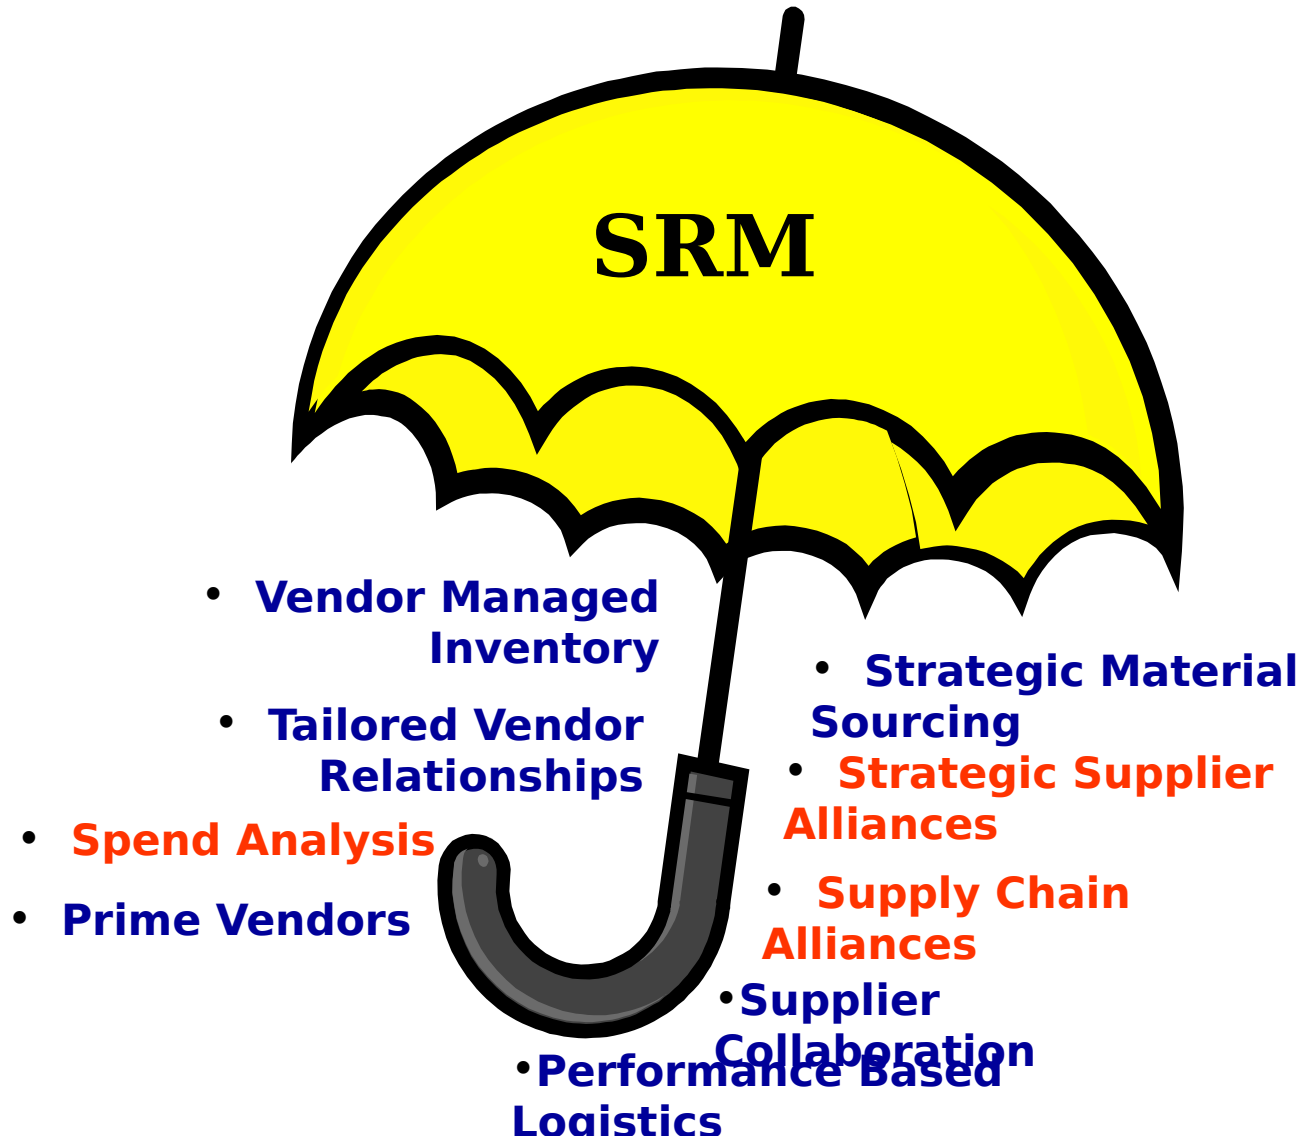 SRM
• Vendor Managed
Inventory
• Tailored Vendor
Relationships
• Spend Analysis
• Prime Vendors
• Strategic Material
Sourcing
• Strategic Supplier
Alliances
• Supply Chain
Alliances
•Supplier
Collaboration
•Performance Based
Logistics